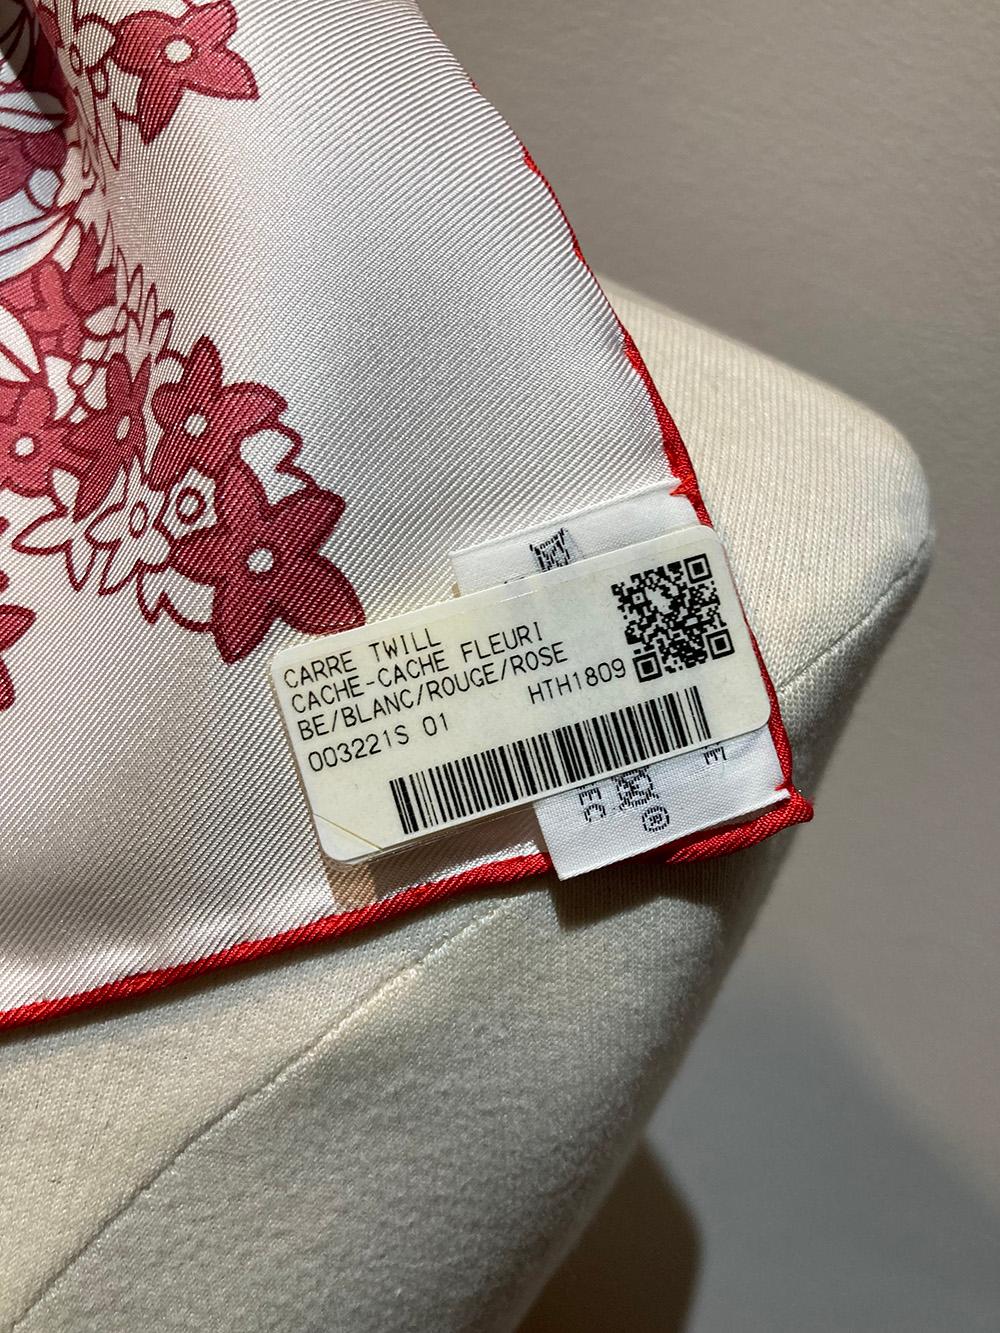 CARRE TWILL
CACHE-CACHE FLEURI
BE/BLANC/ROUGE/ROSE
003221S 01 HTH1809